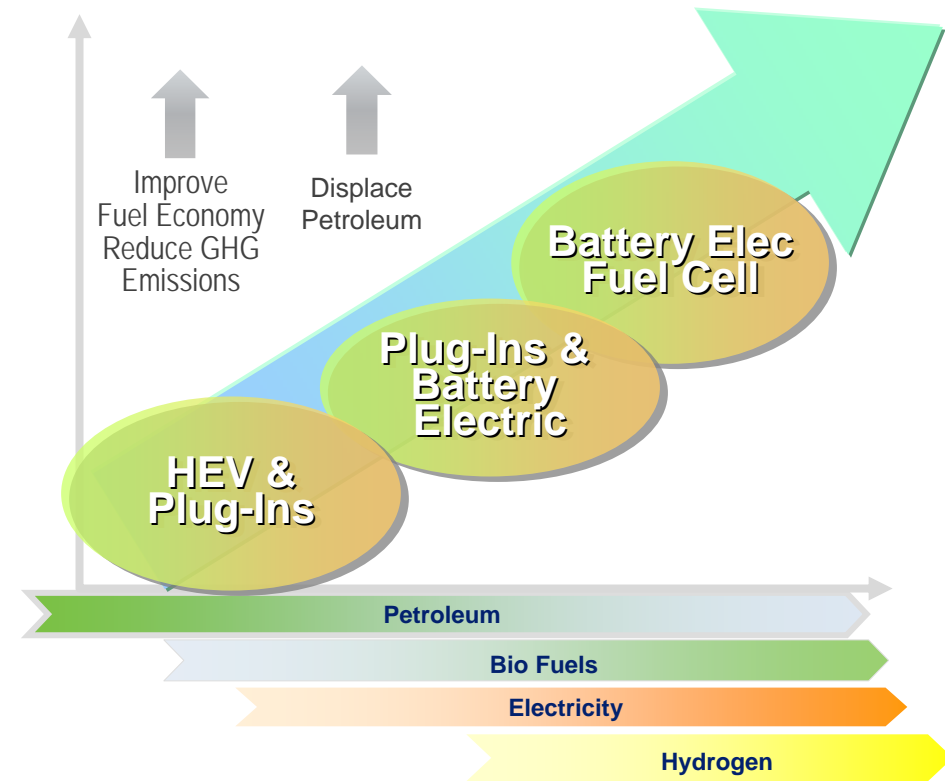 Improve
Fuel Economy
Reduce GHG
Emissions
Displace
Petroleum
Battery Elec
Fuel Cell
Plug-Ins &
Battery
Electric
HEV &
Plug-Ins
Petroleum
Bio Fuels
Electricity
Hydrogen